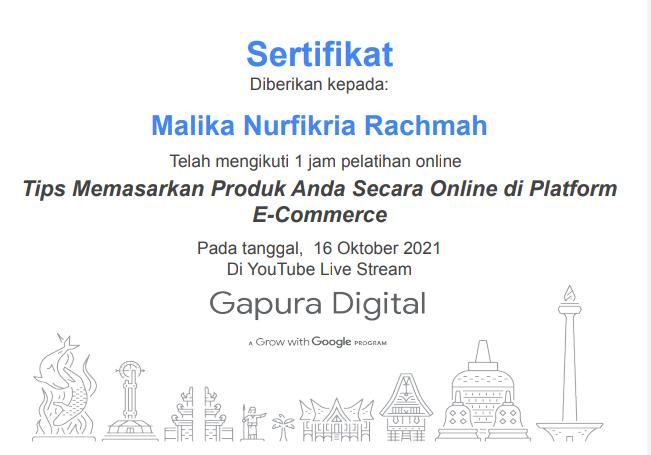 Sertifikat
Diberikan kepada:
Malika Nurfikria Rachmah
Telah mengikuti 1 jam pelatihan online
Tips Memasarkan Produk Anda Secara Online di Platform
E-Commerce
Pada tanggal, 16 Oktober 2021
Di YouTube Live Stream
Gapura Digital
A Grow with Google PROGRAM